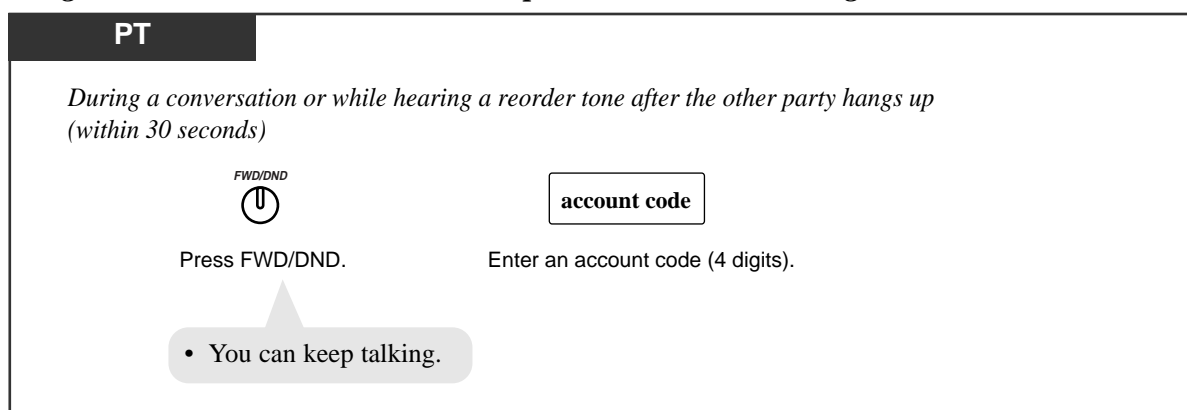 PT
During a conversation or while hearing a reorder tone after the other party hangs up
(within 30 seconds)
FWD/DND
account code
Press FWD/DND.
Enter an account code (4 digits).
• You can keep talking.